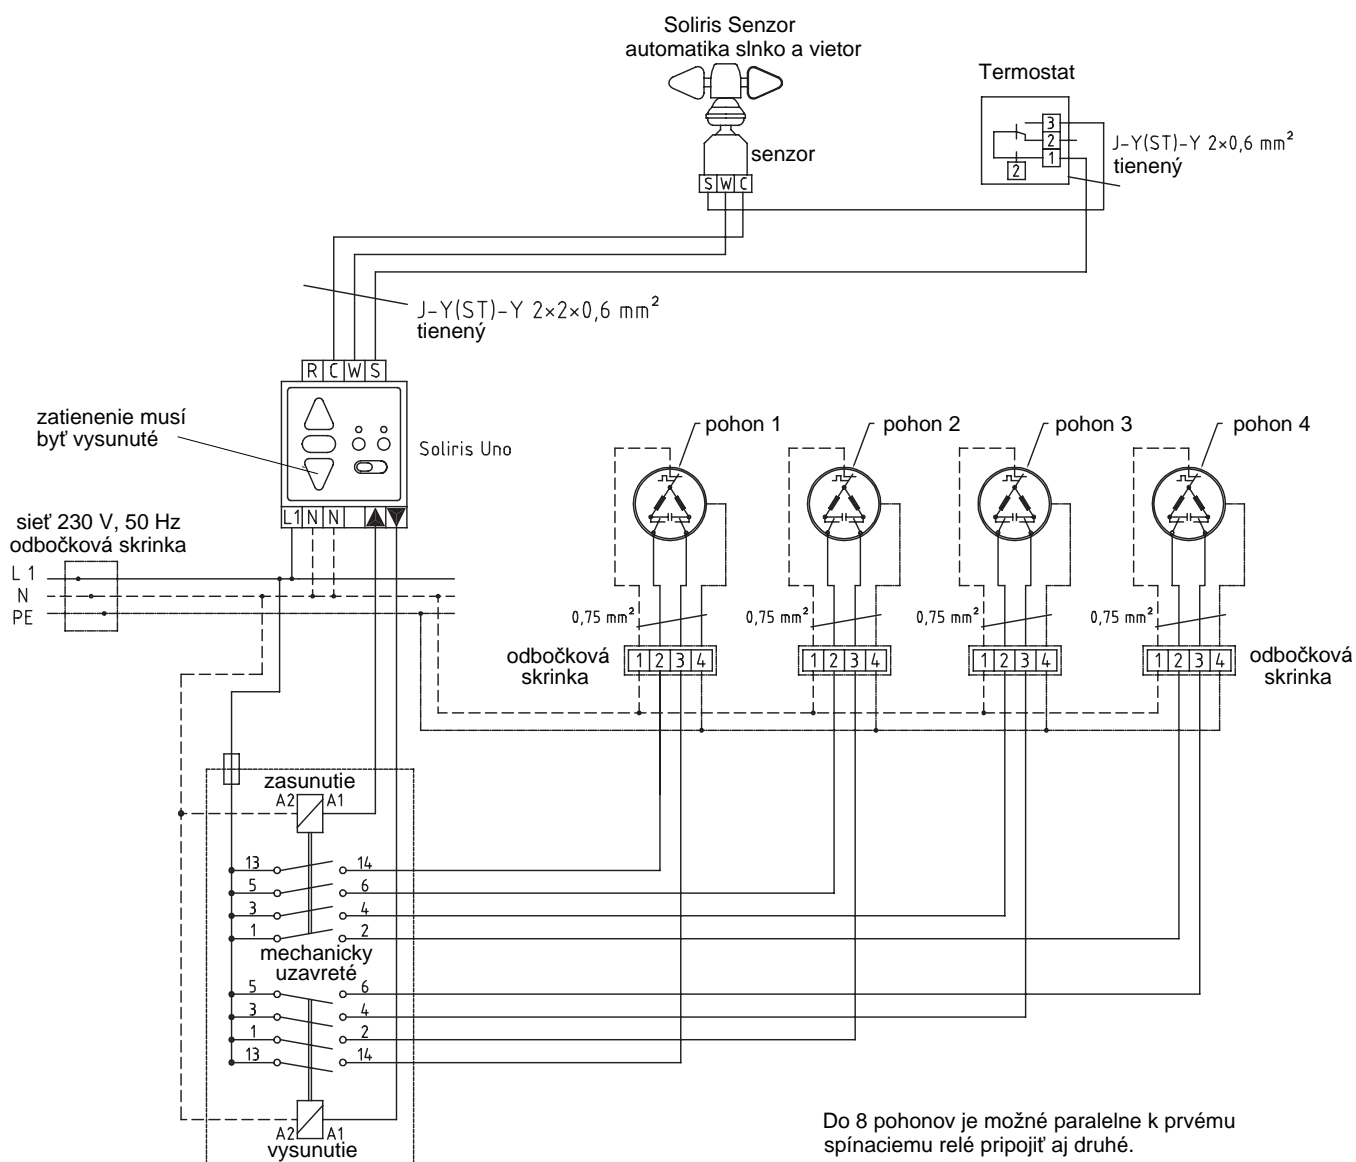 Soliris Senzor
automatika slnko a vietor
Termostat
3
2
1
2
J-Y(ST)-Y 2×0,6 mm²
tienený
senzor
S W C
J-Y(ST)-Y 2×2×0,6 mm²
tienený
R C W S
zatienenie musí
byť vysunuté
Soliris Uno
L1 N N
pohon 1
pohon 2
pohon 3
pohon 4
sieť 230 V, 50 Hz
odbočková skrinka
L 1
N
PE
0,75 mm²
0,75 mm²
0,75 mm²
0,75 mm²
odbočková
skrinka
1 2 3 4
1 2 3 4
1 2 3 4
1 2 3 4
odbočková
skrinka
zasunutie
A2 A1
13 14
5 6
3 4
1 2
mechanicky
uzavreté
5 6
3 4
1 2
13 14
A2 A1
vysunutie
Do 8 pohonov je možné paralelne k prvému
spínaciemu relé pripojiť aj druhé.